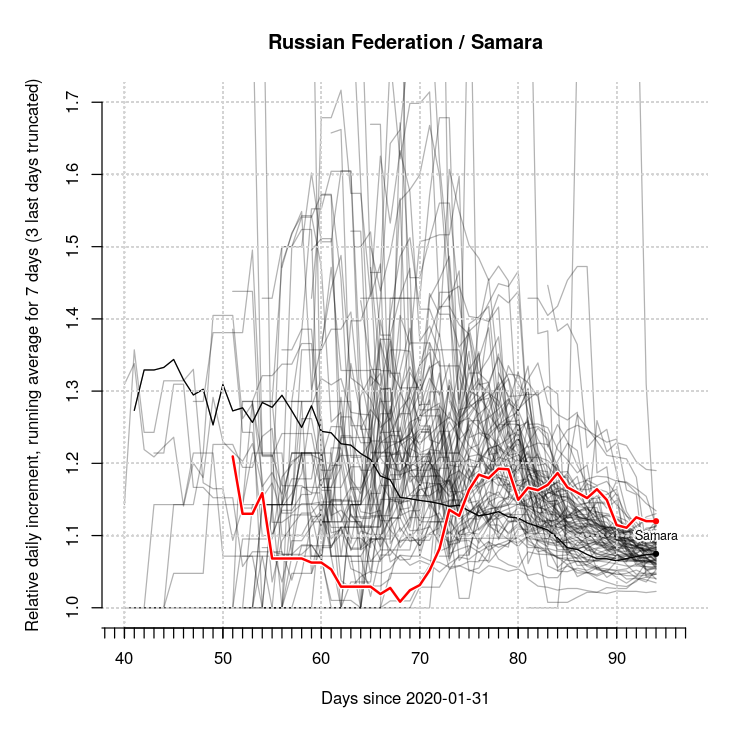 Russian Federation / Samara
Relative daily increment, running average for 7 days (3 last days truncated)
1.7
1.6
1.5
1.4
1.3
1.2
1.1
1.0
Samara
40 50 60 70 80 90
Days since 2020-01-31